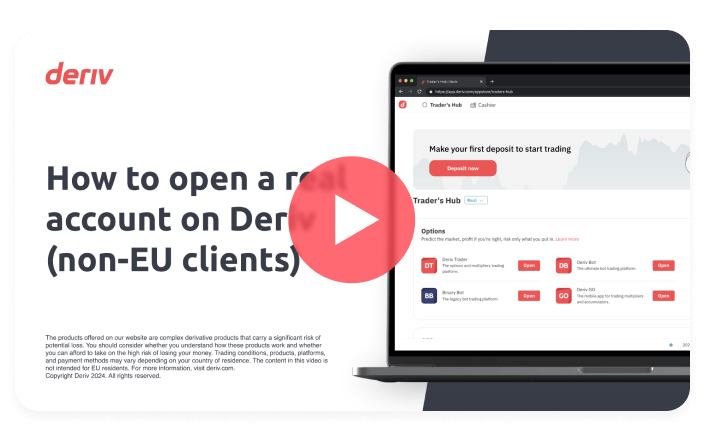 deriv
How to open a real
account on Deriv
(non-EU clients)
The products offered on our website are complex derivative products that carry a significant risk of
potential loss. You should consider whether you understand how these products work and whether
you can afford to take on the high risk of losing your money. Trading conditions, products, platforms,
and payment methods may vary depending on your country of residence. The content in this video is
not intended for EU residents. For more information, visit deriv.com.
Copyright Deriv 2024. All rights reserved.
Trader's Hub | Deriv
https://app.deriv.com/appstore/traders-hub
Trader's Hub Cashier
Make your first deposit to start trading
Deposit now
Trader's Hub Real
Options
Predict the market, profit if you're right, risk only what you put in. Learn more
DT
Deriv Trader
The options and multipliers trading
platform.
Open
DB
Deriv Bot
The ultimate bot trading platform.
Open
BB
Binary Bot
The legacy bot trading platform.
Open
GO
Deriv GO
The mobile app for trading multipliers
and accumulators.
Open